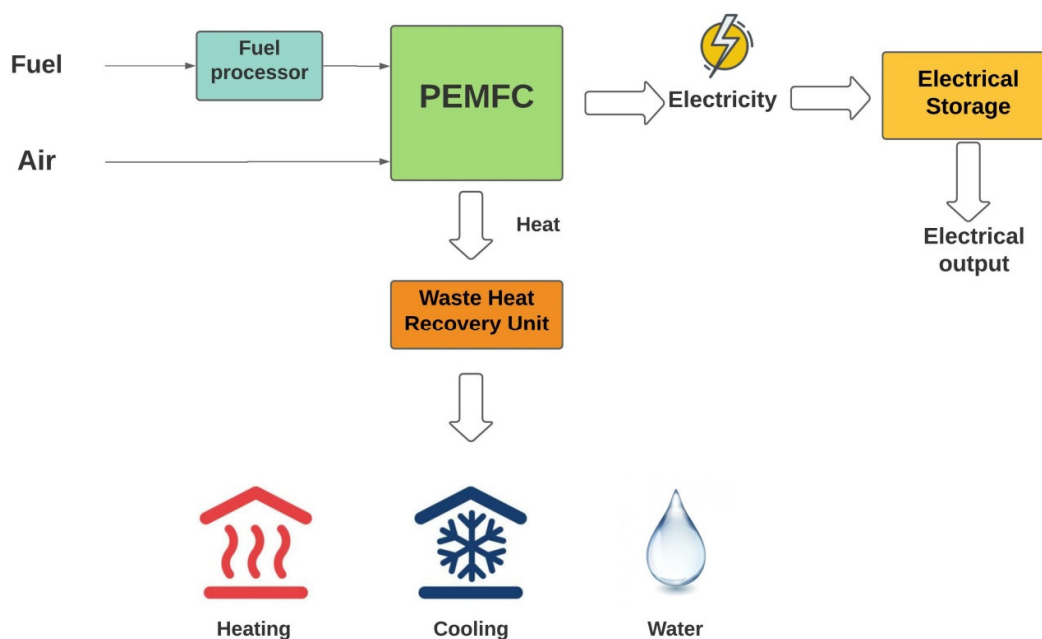 Fuel
Fuel
processor
PEMFC
Electricity
Electrical
Storage
Air
Heat
Electrical
output
Waste Heat
Recovery Unit
Heating
Cooling
Water